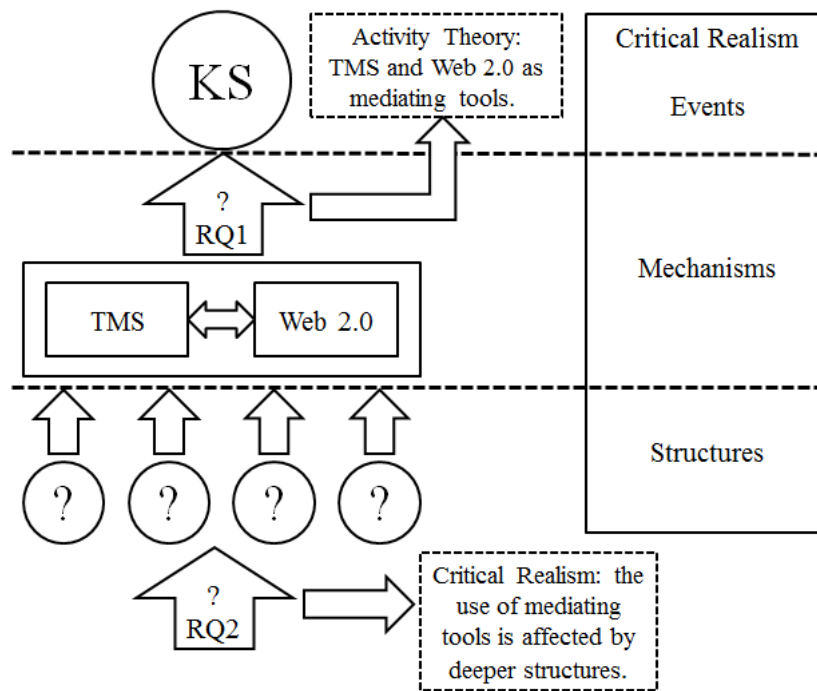 KS
Activity Theory:
TMS and Web 2.0 as
mediating tools.
Critical Realism
Events
?
RQ1
Mechanisms
TMS
Web 2.0
Structures
?
?
?
?
?
RQ2
Critical Realism: the
use of mediating
tools is affected by
deeper structures.